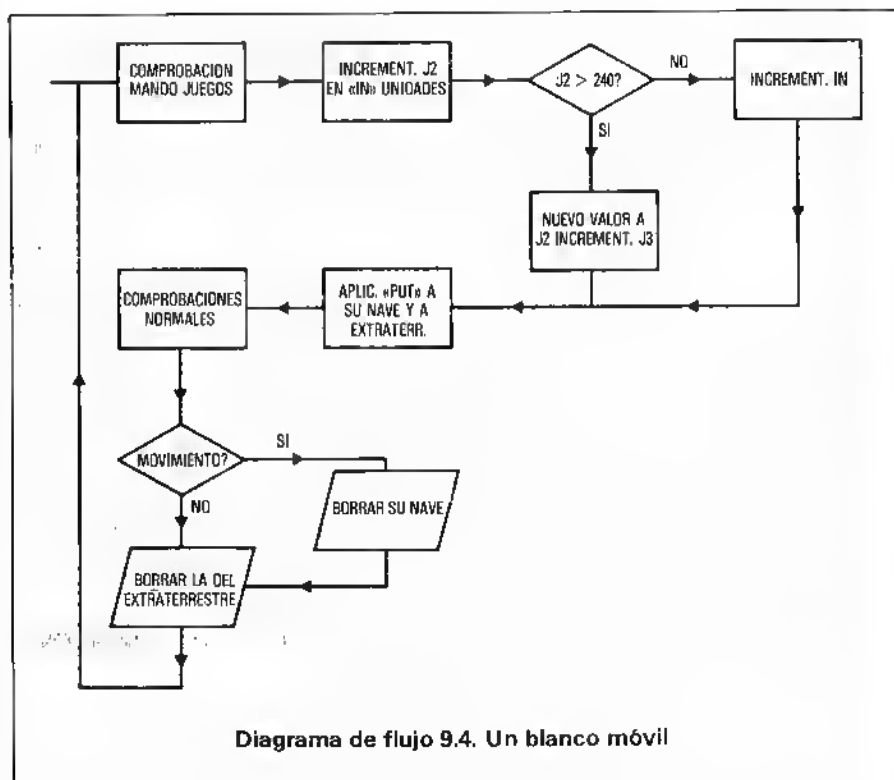 COMPROBACION
MANDO JUEGOS
INCREMENT. J2
EN «IN» UNIDADES
J2 > 240?
NO
INCREMENT. IN
SI
NUEVO VALOR A
J2 INCREMENT. J3
APLIC. «PUT» A
SU NAVE Y A
EXTRATERR.
COMPROBACIONES
NORMALES
MOVIMIENTO?
SI
NO
BORRAR SU NAVE
BORRAR LA DEL
EXTRATERRESTRE
Diagrama de flujo 9.4. Un blanco móvil